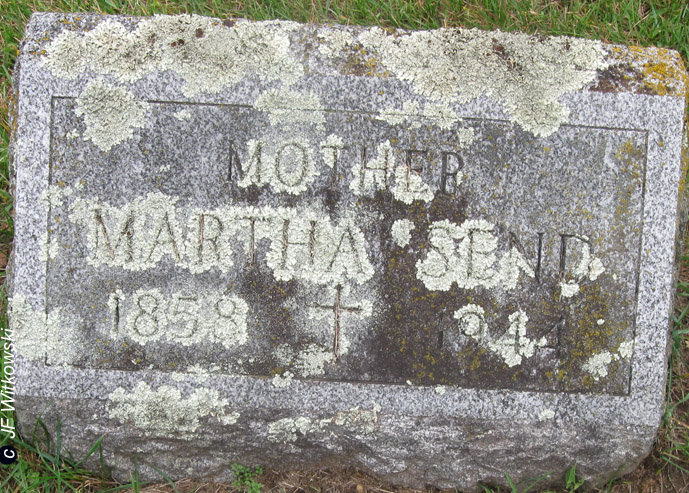 MOTHER
MARTHA SEND
1858 1944
c JE Witkowski